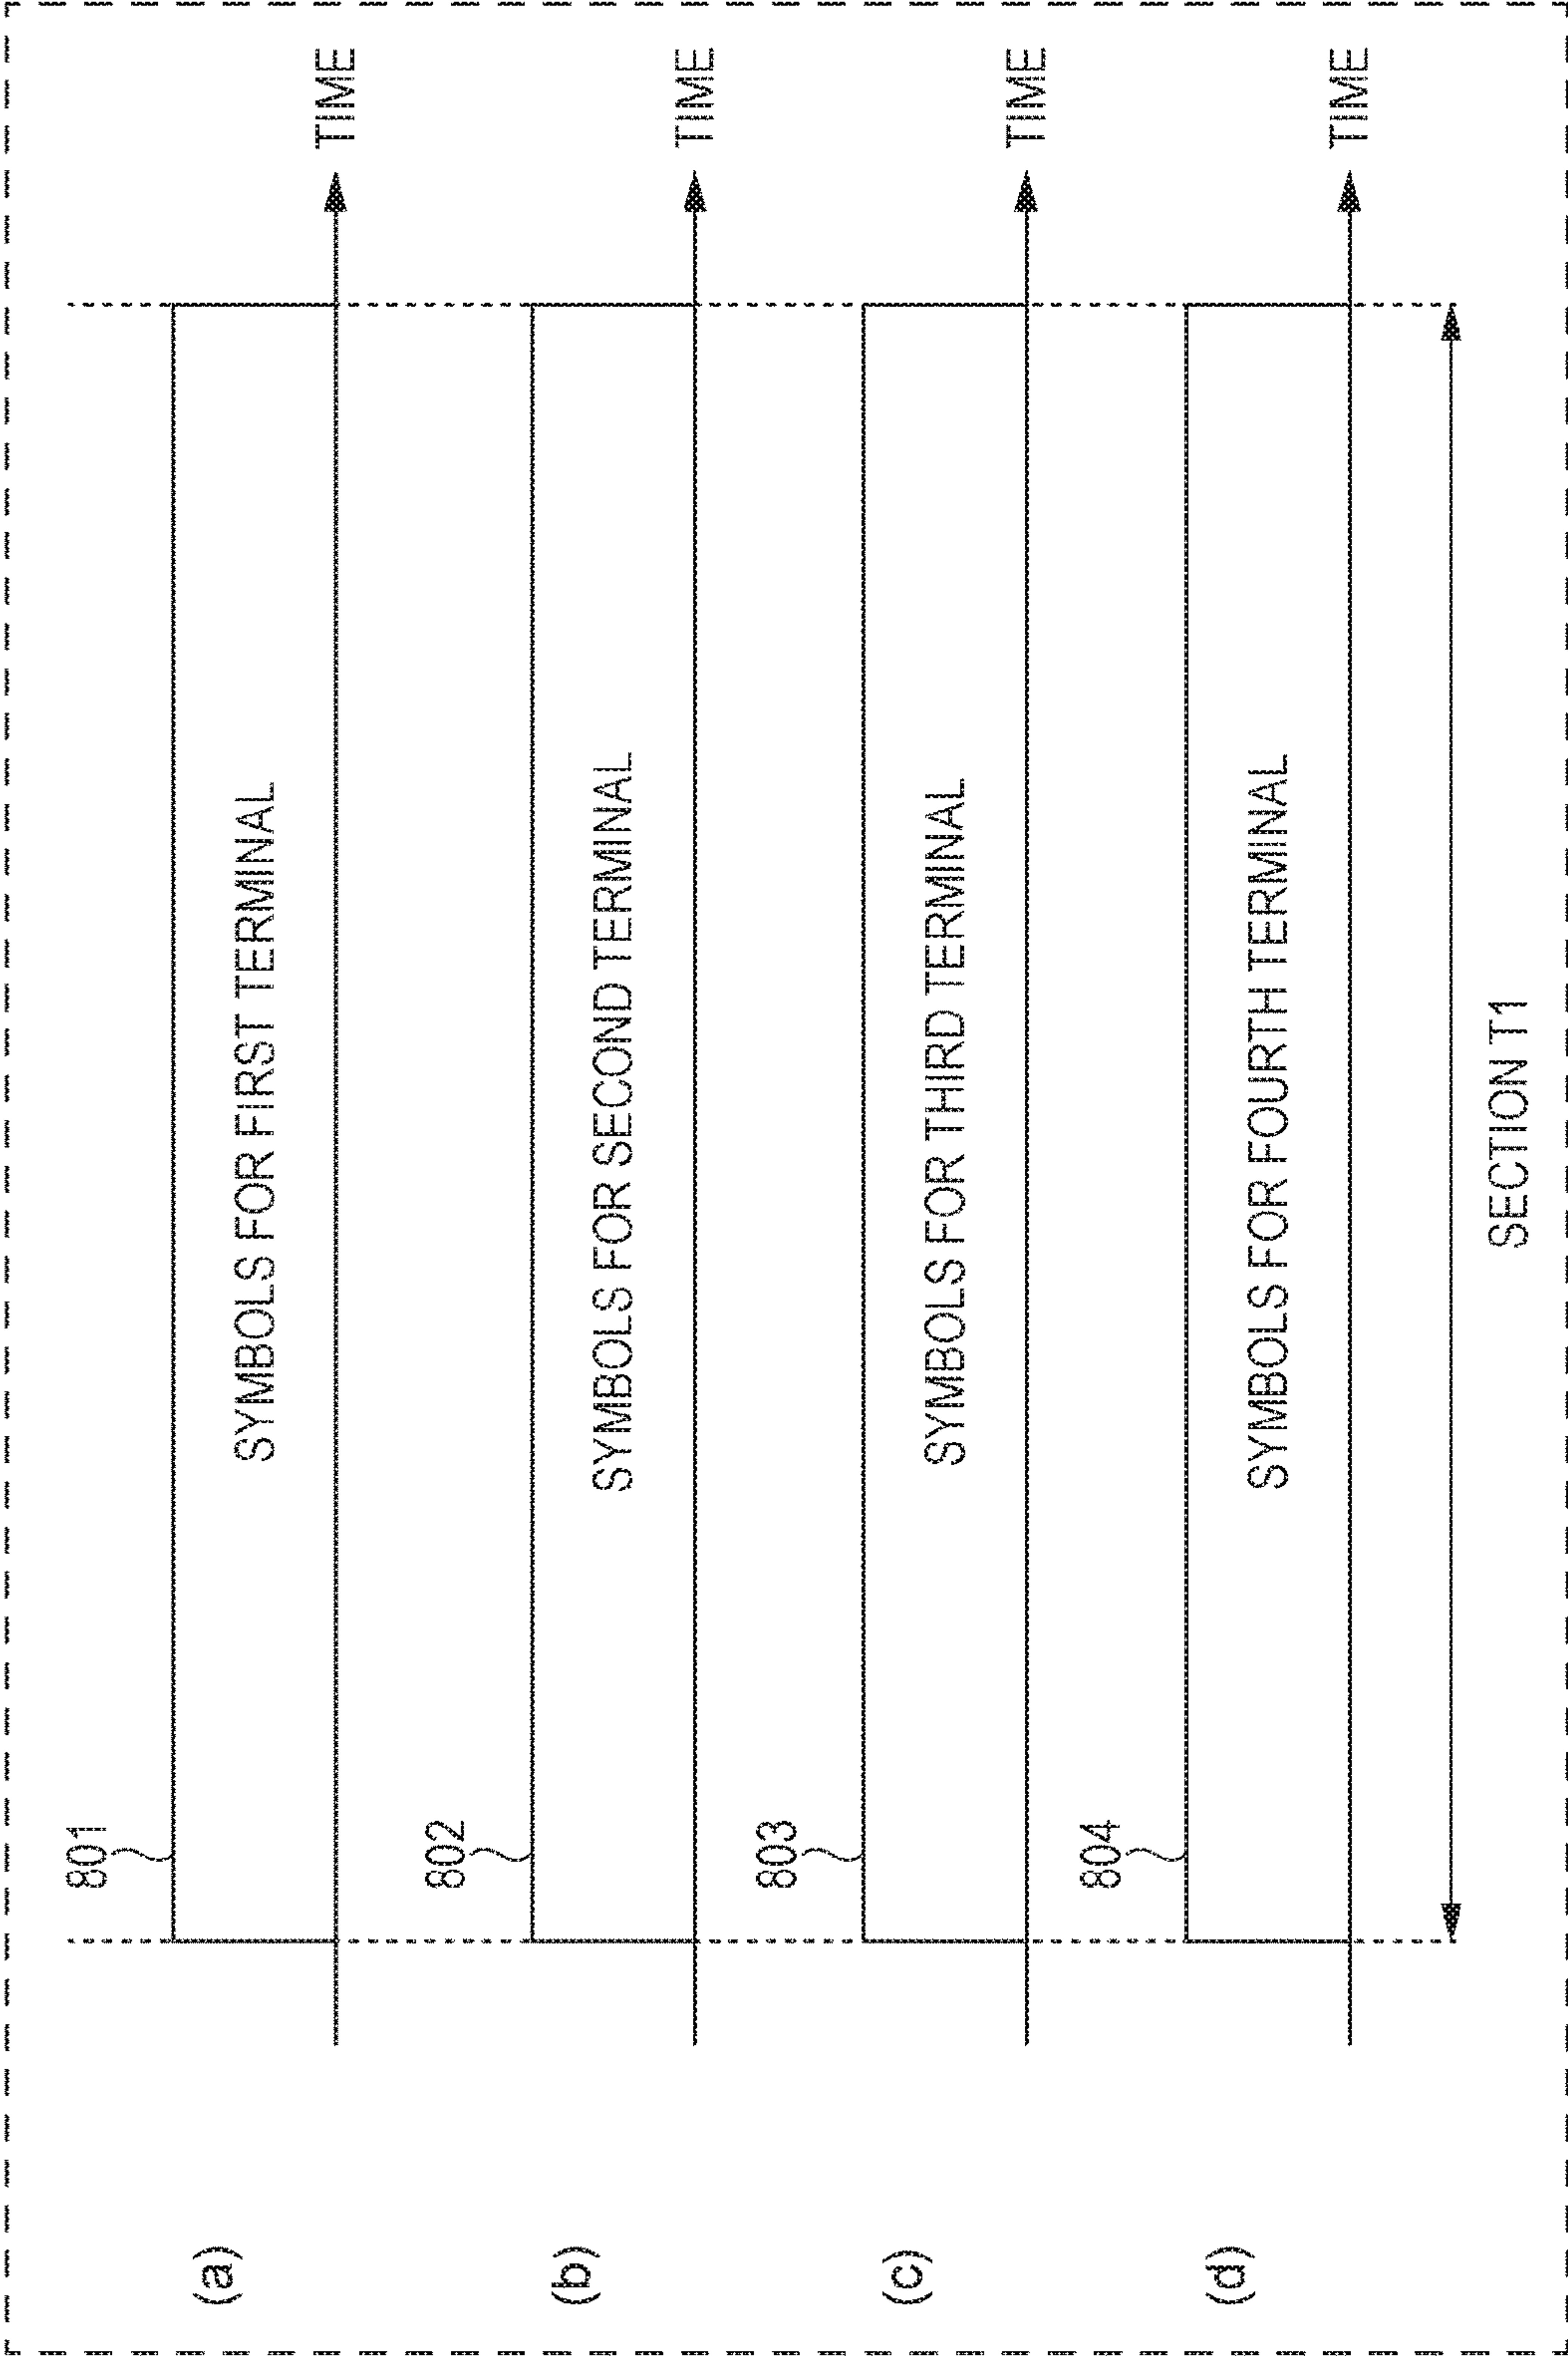 (a)
801
SYMBOLS FOR FIRST TERMINAL
TIME
(b)
802
SYMBOLS FOR SECOND TERMINAL
TIME
(c)
803
SYMBOLS FOR THIRD TERMINAL
TIME
(d)
804
SYMBOLS FOR FOURTH TERMINAL
TIME
SECTION T1